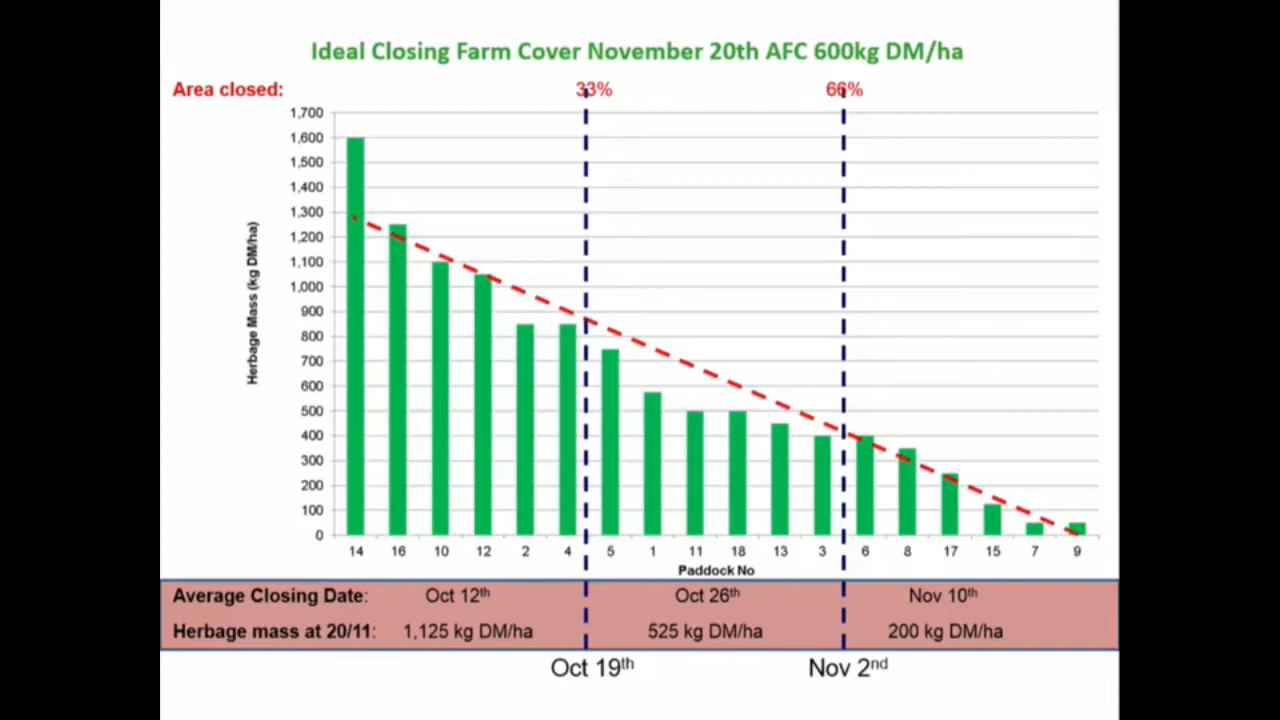 Ideal Closing Farm Cover November 20th AFC 600kg DM/ha
Area closed: 33% 66%
1,700
1,600
1,500
1,400
1,300
1,200
1,100
1,000
900
800
700
600
500
400
300
200
100
0
Herbage Mass (kg DM/ha)
14 16 10 12 2 4 5 1 11 18 13 3 6 8 17 15 7 9
Paddock No
Average Closing Date: Oct 12th Oct 26th Nov 10th
Herbage mass at 20/11: 1,125 kg DM/ha 525 kg DM/ha 200 kg DM/ha
Oct 19th Nov 2nd